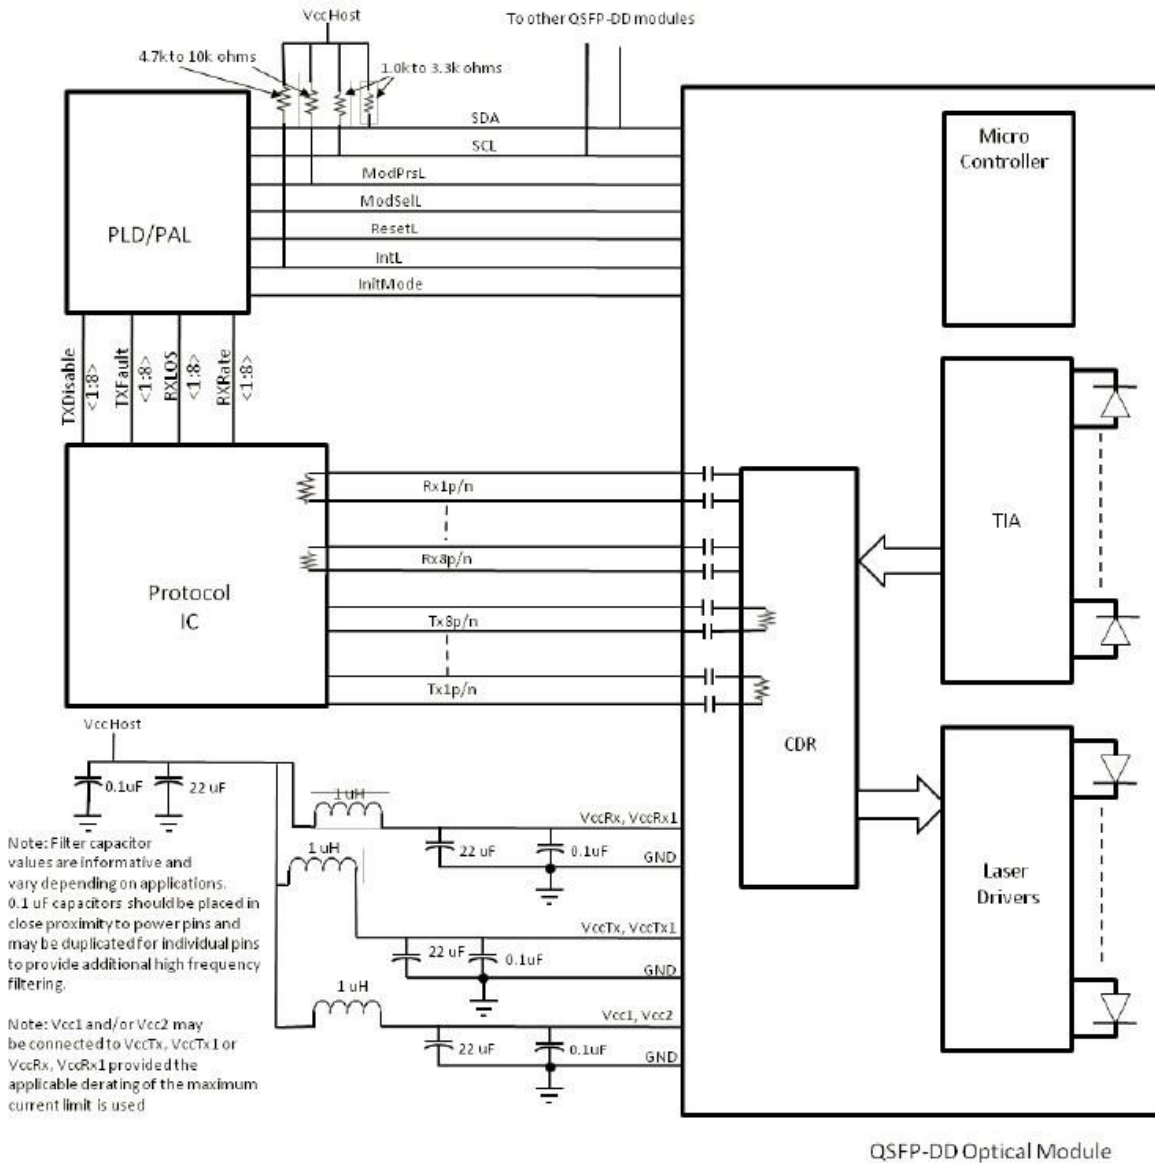 Vcc Host
To other QSFP-DD modules
4.7k to 10k ohms
1.0k to 3.3k ohms
SDA
SCL
ModPrsL
ModSelL
ResetL
IntL
InitMode
PLD/PAL
Micro
Controller
TXDisable
<1:8>
TXFault
<1:8>
RXLOS
<1:8>
RXRate
<1:8>
Rx1p/n
Rx8p/n
Tx8p/n
Tx1p/n
Protocol
IC
TIA
CDR
Laser
Drivers
Vcc Host
0.1uF
22 uF
1 uH
VccRx, VccRx1
22 uF
0.1uF
GND
1 uH
VccTx, VccTx1
22 uF
0.1uF
GND
1 uH
Vcc1, Vcc2
22 uF
0.1uF
GND
Note: Filter capacitor
values are informative and
vary depending on applications.
0.1 uF capacitors should be placed in
close proximity to power pins and
may be duplicated for individual pins
to provide additional high frequency
filtering.
Note: Vcc1 and/or Vcc2 may
be connected to VccTx, VccTx1 or
VccRx, VccRx1 provided the
applicable derating of the maximum
current limit is used
QSFP-DD Optical Module